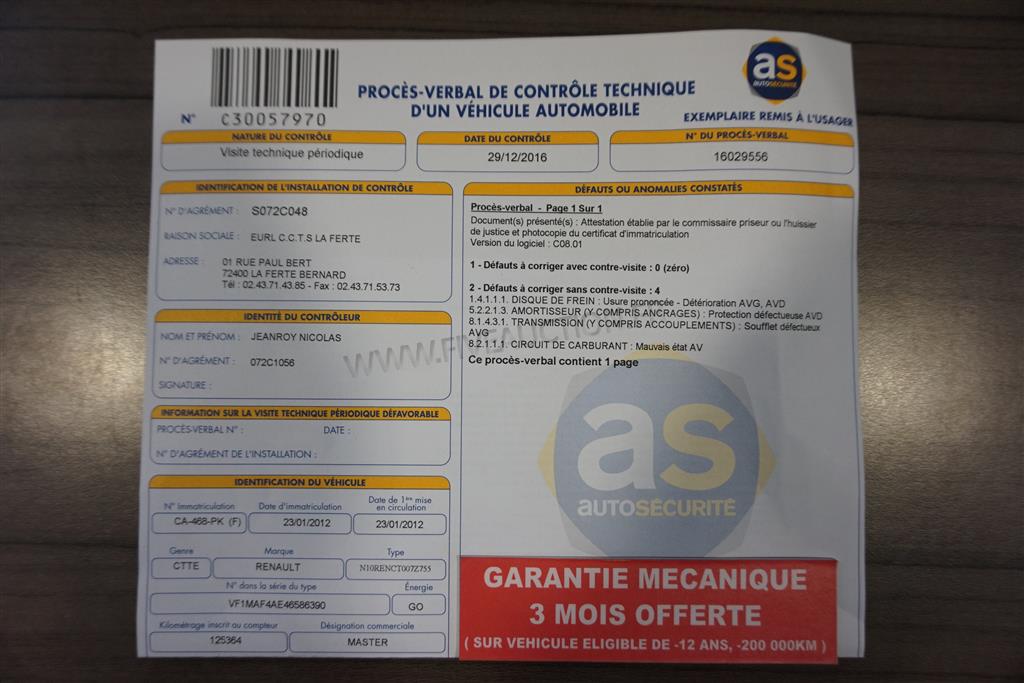 PROCÈS-VERBAL DE CONTRÔLE TECHNIQUE
D'UN VÉHICULE AUTOMOBILE
as
AUTOSÉCURITÉ
N° C30057970
EXEMPLAIRE REMIS À L'USAGER
NATURE DU CONTRÔLE
Visite technique périodique
DATE DU CONTRÔLE
29/12/2016
N° DU PROCÈS-VERBAL
16029556
IDENTIFICATION DE L'INSTALLATION DE CONTRÔLE
N° D'AGRÉMENT : S072C048
RAISON SOCIALE : EURL C.C.T.S LA FERTE
ADRESSE : 01 RUE PAUL BERT
72400 LA FERTE BERNARD
Tél : 02.43.71.43.85 - Fax : 02.43.71.53.73
IDENTITÉ DU CONTRÔLEUR
NOM ET PRÉNOM : JEANROY NICOLAS
N° D'AGRÉMENT : 072C1056
SIGNATURE :
INFORMATION SUR LA VISITE TECHNIQUE PÉRIODIQUE DÉFAVORABLE
PROCÈS-VERBAL N° : DATE :
N° D'AGRÉMENT DE L'INSTALLATION :
IDENTIFICATION DU VÉHICULE
N° Immatriculation Date d'immatriculation Date de 1ère mise
en circulation
CA-468-PK (F) 23/01/2012 23/01/2012
Genre Marque Type
CTTE RENAULT N10RENCT007Z755
N° dans la série du type Énergie
VF1MAF4AE46586390 GO
Kilométrage inscrit au compteur Désignation commerciale
125364 MASTER
DÉFAUTS OU ANOMALIES CONSTATÉS
Procès-verbal - Page 1 Sur 1
Document(s) présenté(s) : Attestation établie par le commissaire priseur ou l'huissier
de justice et photocopie du certificat d'immatriculation
Version du logiciel : C08.01
1 - Défauts à corriger avec contre-visite : 0 (zéro)
2 - Défauts à corriger sans contre-visite : 4
1.4.1.1.1. DISQUE DE FREIN : Usure prononcée - Détérioration AVG, AVD
5.2.2.1.3. AMORTISSEUR (Y COMPRIS ANCRAGES) : Protection défectueuse AVD
8.1.4.3.1. TRANSMISSION (Y COMPRIS ACCOUPLEMENTS) : Soufflet défectueux
AVG
8.2.1.1.1. CIRCUIT DE CARBURANT : Mauvais état AV
Ce procès-verbal contient 1 page
as
AUTOSÉCURITÉ
GARANTIE MECANIQUE
3 MOIS OFFERTE
( SUR VEHICULE ELIGIBLE DE -12 ANS, -200 000KM )